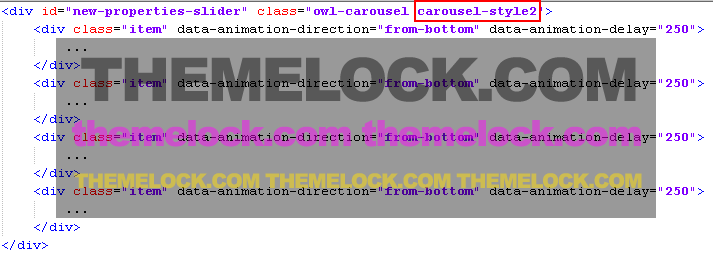 <div id="new-properties-slider" class="owl-carousel carousel-style2">
<div class="item" data-animation-direction="from-bottom" data-animation-delay="250">
...
</div>
<div class="item" data-animation-direction="from-bottom" data-animation-delay="250">
...
</div>
<div class="item" data-animation-direction="from-bottom" data-animation-delay="250">
...
</div>
<div class="item" data-animation-direction="from-bottom" data-animation-delay="250">
...
</div>
</div>
THEMELOCK.COM
themelock.com themelock.com
THEMELOCK.COM THEMELOCK.COM THEMELOCK.COM